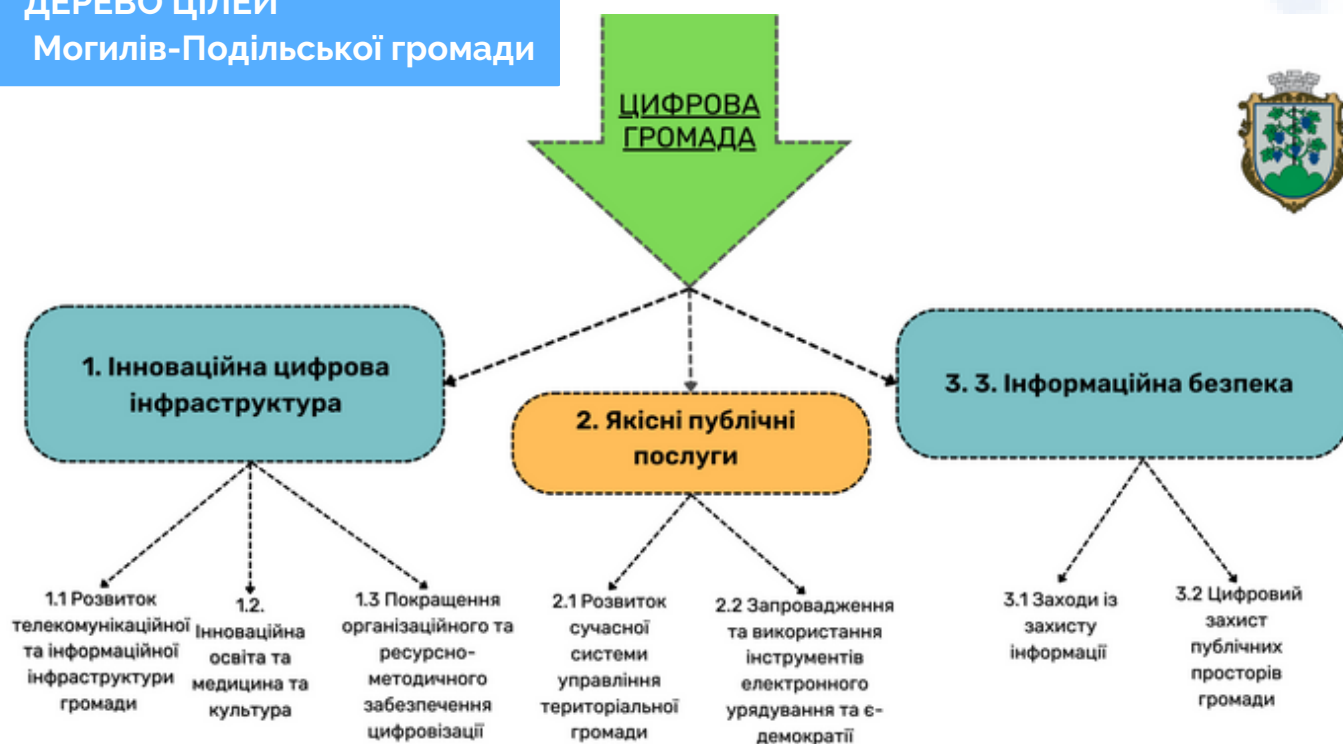 ДЕРЕВО ЦІЛЕЙ
Могилів-Подільської громади
ЦИФРОВА
ГРОМАДА
1. Інноваційна цифрова
інфраструктура
2. Якісні публічні
послуги
3. 3. Інформаційна безпека
1.1 Розвиток
телекомунікаційної
та інформаційної
інфраструктури
громади
1.2.
Інноваційна
освіта та
медицина та
культура
1.3 Покращення
організаційного та
ресурсно-
методичного
забезпечення
цифровізації
2.1 Розвиток
сучасної
системи
управління
територіальної
громади
2.2 Запровадження
та використання
інструментів
електронного
урядування та є-
демократії
3.1 Заходи із
захисту
інформації
3.2 Цифровий
захист
публічних
просторів
громади